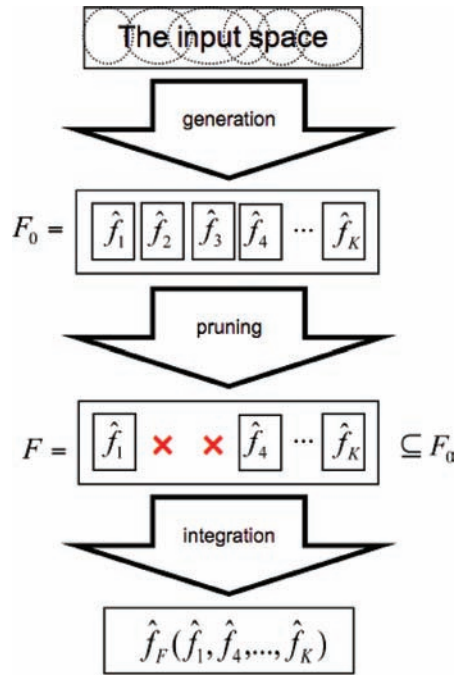 The input space
generation
F₀ = f̂₁ f̂₂ f̂₃ f̂₄ ... f̂_K
pruning
F = f̂₁ × × f̂₄ ... f̂_K ⊆ F₀
integration
f̂_F(f̂₁, f̂₄,..., f̂_K)